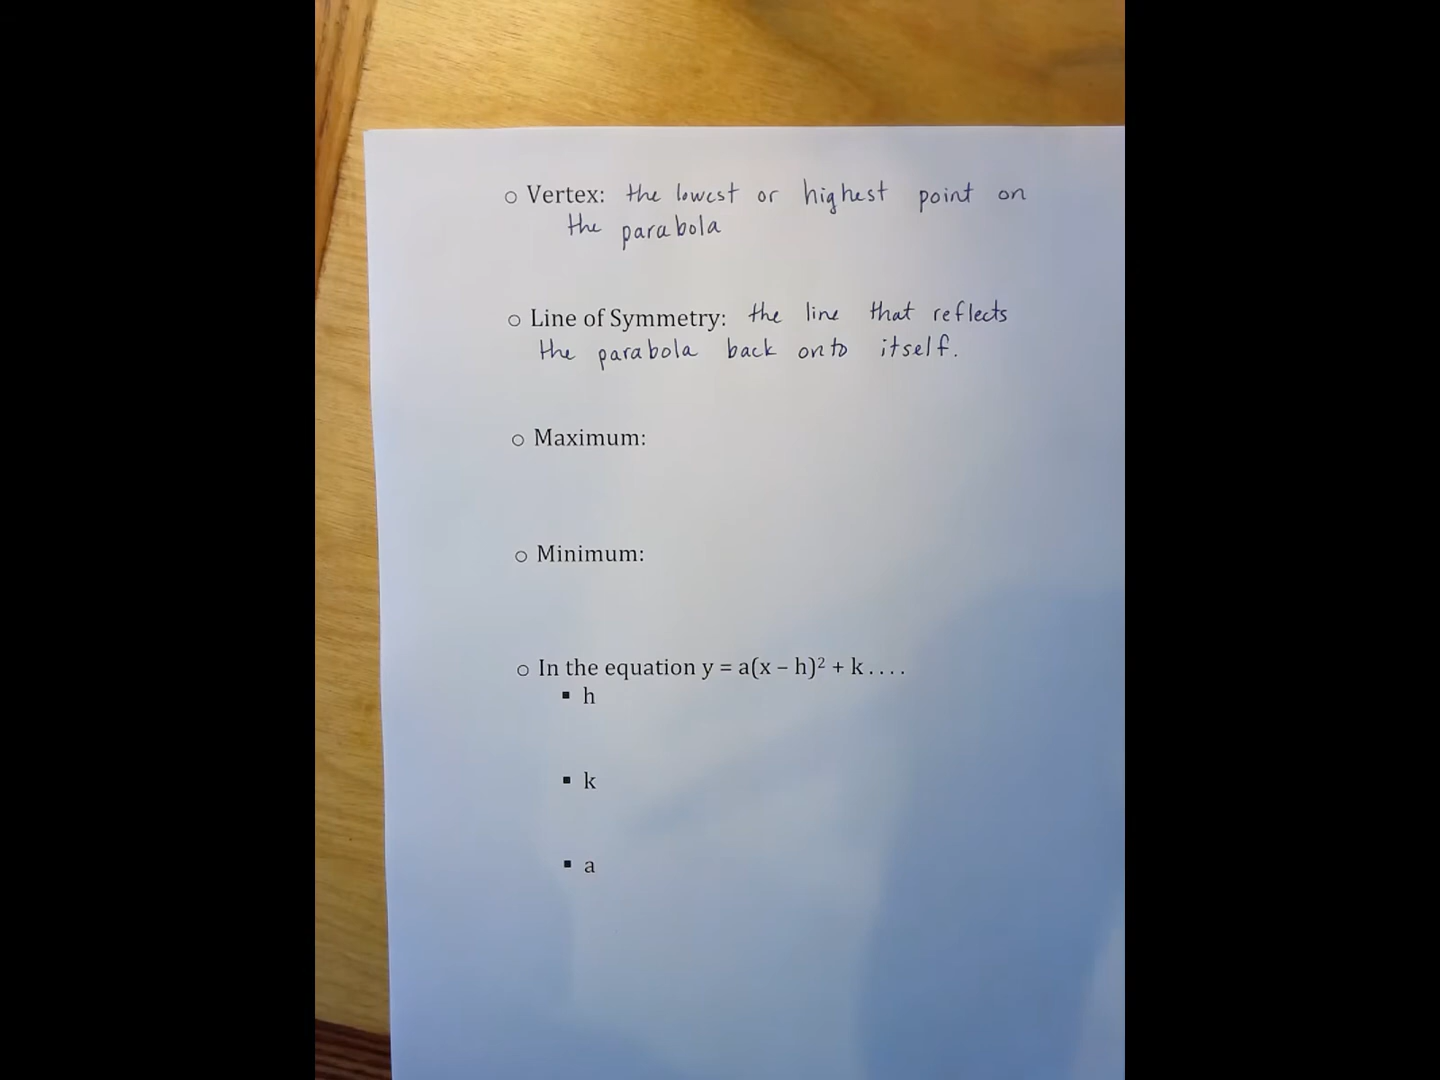 ○ Vertex: the lowest or highest point on
the parabola
○ Line of Symmetry: the line that reflects
the parabola back onto itself.
○ Maximum:
○ Minimum:
○ In the equation y = a(x – h)² + k . . . .
▪ h
▪ k
▪ a